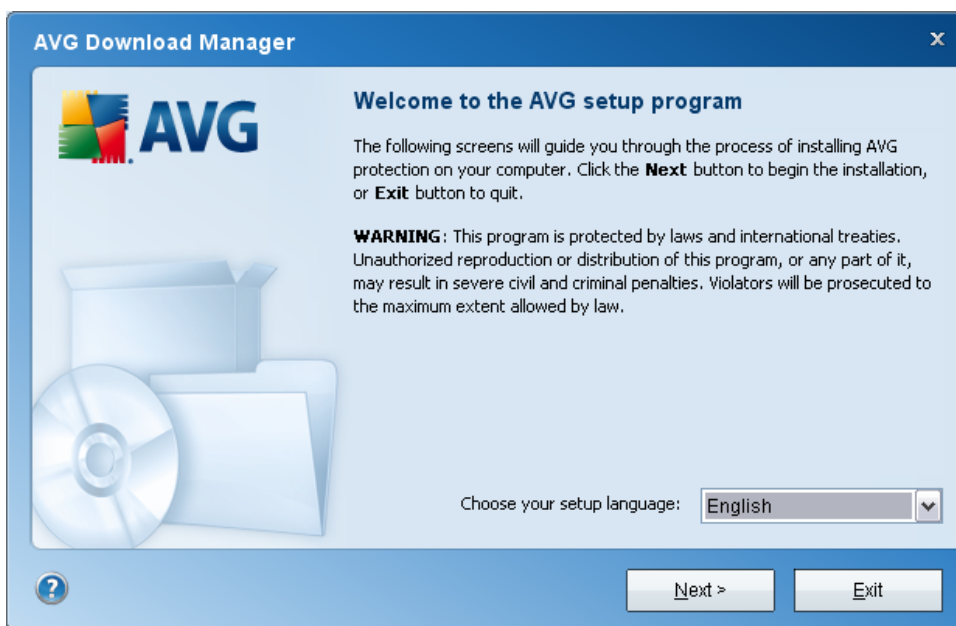 AVG Download Manager
x
AVG
Welcome to the AVG setup program
The following screens will guide you through the process of installing AVG
protection on your computer. Click the Next button to begin the installation,
or Exit button to quit.
WARNING: This program is protected by laws and international treaties.
Unauthorized reproduction or distribution of this program, or any part of it,
may result in severe civil and criminal penalties. Violators will be prosecuted to
the maximum extent allowed by law.
Choose your setup language: English
? Next > Exit